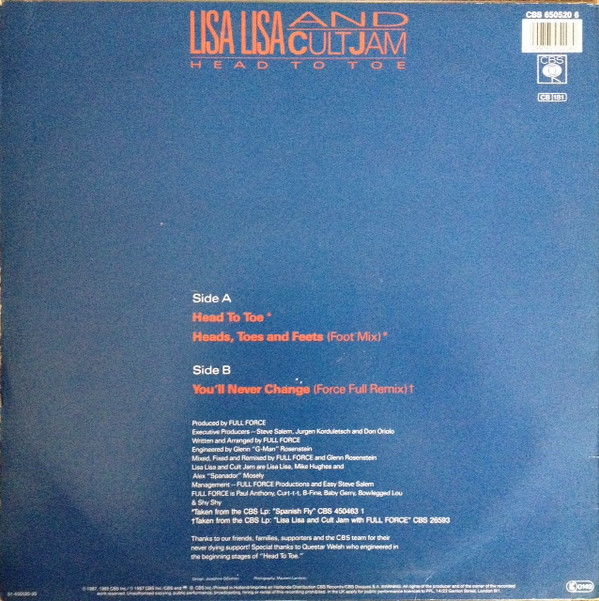 LISA LISA AND
CULT JAM
HEAD TO TOE
CBS 650520 6
CBS
CB 181
Side A
Head To Toe*
Heads, Toes and Feets (Foot Mix)*
Side B
You'll Never Change (Force Full Remix)†
Produced by FULL FORCE
Executive Producers – Steve Salem, Jurgen Korduletsch and Don Oriolo
Written and Arranged by FULL FORCE
Engineered by Glenn "G-Man" Rosenstein
Mixed, Fixed and Remixed by FULL FORCE and Glenn Rosenstein
Lisa Lisa and Cult Jam are Lisa Lisa, Mike Hughes and
Alex "Spanador" Mosely
Management – FULL FORCE Productions and Easy Steve Salem
FULL FORCE is Paul Anthony, Curt-t-t, B-Fine, Baby Gerry, Bowlegged Lou
& Shy Shy
*Taken from the CBS Lp: "Spanish Fly" CBS 450463 1
†Taken from the CBS Lp: "Lisa Lisa and Cult Jam with FULL FORCE" CBS 26593
Thanks to our friends, families, supporters and the CBS team for their
never dying support! Special thanks to Questar Welsh who engineered in
the beginning stages of "Head To Toe."